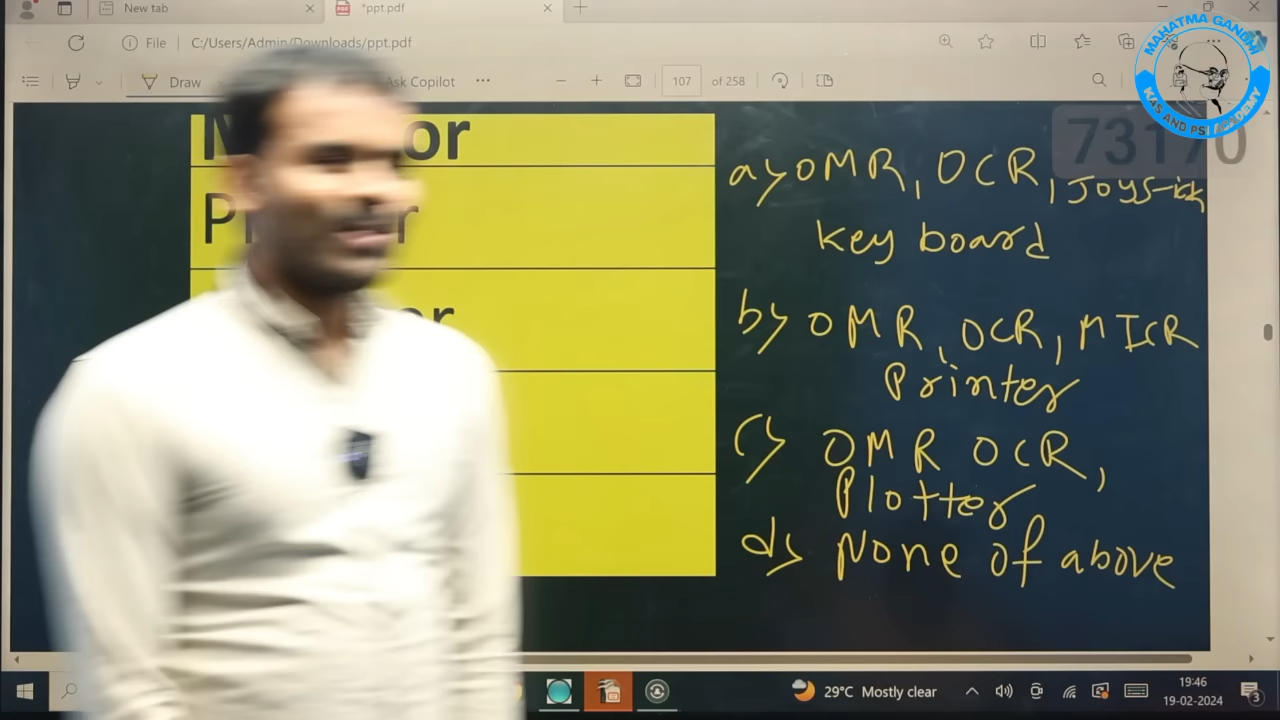 New tab
*ppt.pdf
File
C:/Users/Admin/Downloads/ppt.pdf
Draw
Ask Copilot
107 of 258
MAHATMA GANDHI
KAS AND PSI ACADEMY
73170
a) OMR, OCR, Joystick
key board
b) OMR, OCR, MICR
Printer
c) OMR OCR,
Plotter
d) None of above
29°C Mostly clear
19:46
19-02-2024
3